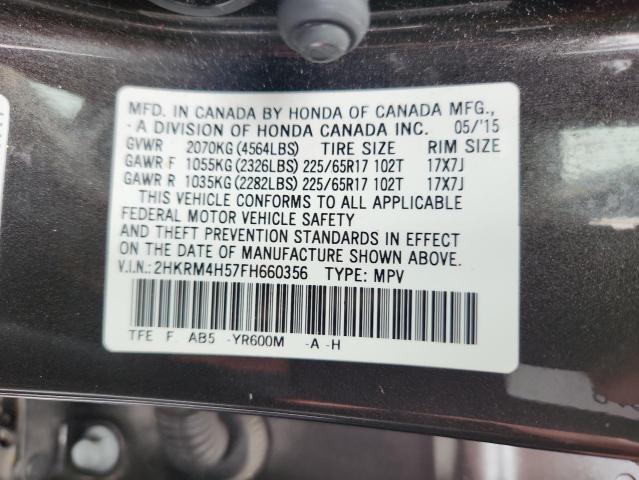 MFD. IN CANADA BY HONDA OF CANADA MFG.,
-A DIVISION OF HONDA CANADA INC. 05/'15
GVWR 2070KG(4564LBS) TIRE SIZE RIM SIZE
GAWR F 1055KG(2326LBS) 225/65R17 102T 17X7J
GAWR R 1035KG(2282LBS) 225/65R17 102T 17X7J
THIS VEHICLE CONFORMS TO ALL APPLICABLE
FEDERAL MOTOR VEHICLE SAFETY
AND THEFT PREVENTION STANDARDS IN EFFECT
ON THE DATE OF MANUFACTURE SHOWN ABOVE.
V.I.N.: 2HKRM4H57FH660356 TYPE: MPV
TFE F AB5 -YR600M -A -H